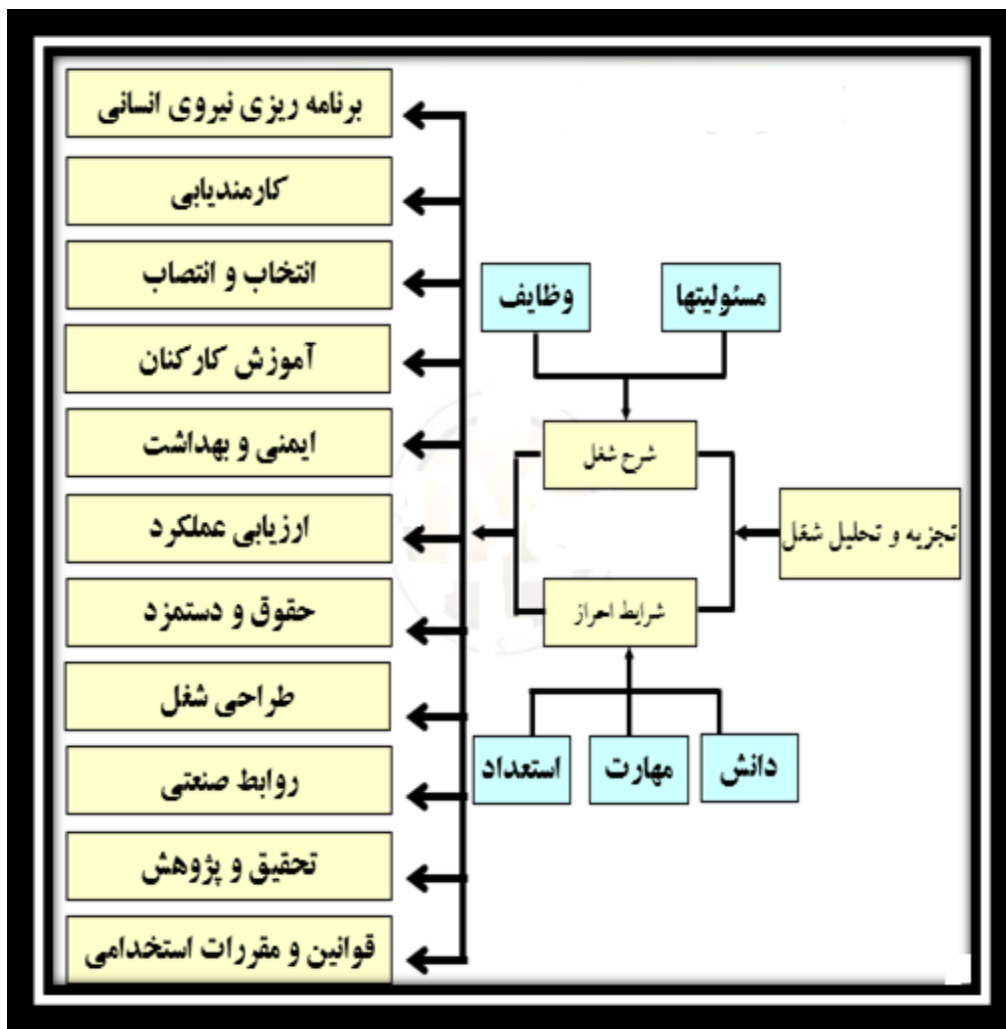 تجزیه و تحلیل شغل
مسئولیتها
وظایف
شرح شغل
شرایط احراز
دانش
مهارت
استعداد
برنامه ریزی نیروی انسانی
کارمندیابی
انتخاب و انتصاب
آموزش کارکنان
ایمنی و بهداشت
ارزیابی عملکرد
حقوق و دستمزد
طراحی شغل
روابط صنعتی
تحقیق و پژوهش
قوانین و مقررات استخدامی